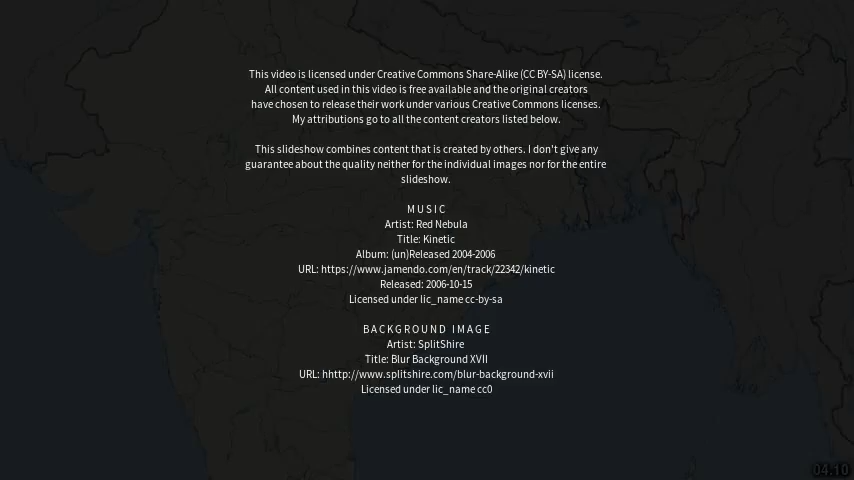 This video is licensed under Creative Commons Share-Alike (CC BY-SA) license.
All content used in this video is free available and the original creators
have chosen to release their work under various Creative Commons licenses.
My attributions go to all the content creators listed below.
This slideshow combines content that is created by others. I don't give any
guarantee about the quality neither for the individual images nor for the entire
slideshow.
MUSIC
Artist: Red Nebula
Title: Kinetic
Album: (un)Released 2004-2006
URL: https://www.jamendo.com/en/track/22342/kinetic
Released: 2006-10-15
Licensed under lic_name cc-by-sa
BACKGROUND IMAGE
Artist: SplitShire
Title: Blur Background XVII
URL: hhttp://www.splitshire.com/blur-background-xvii
Licensed under lic_name cc0
04.10